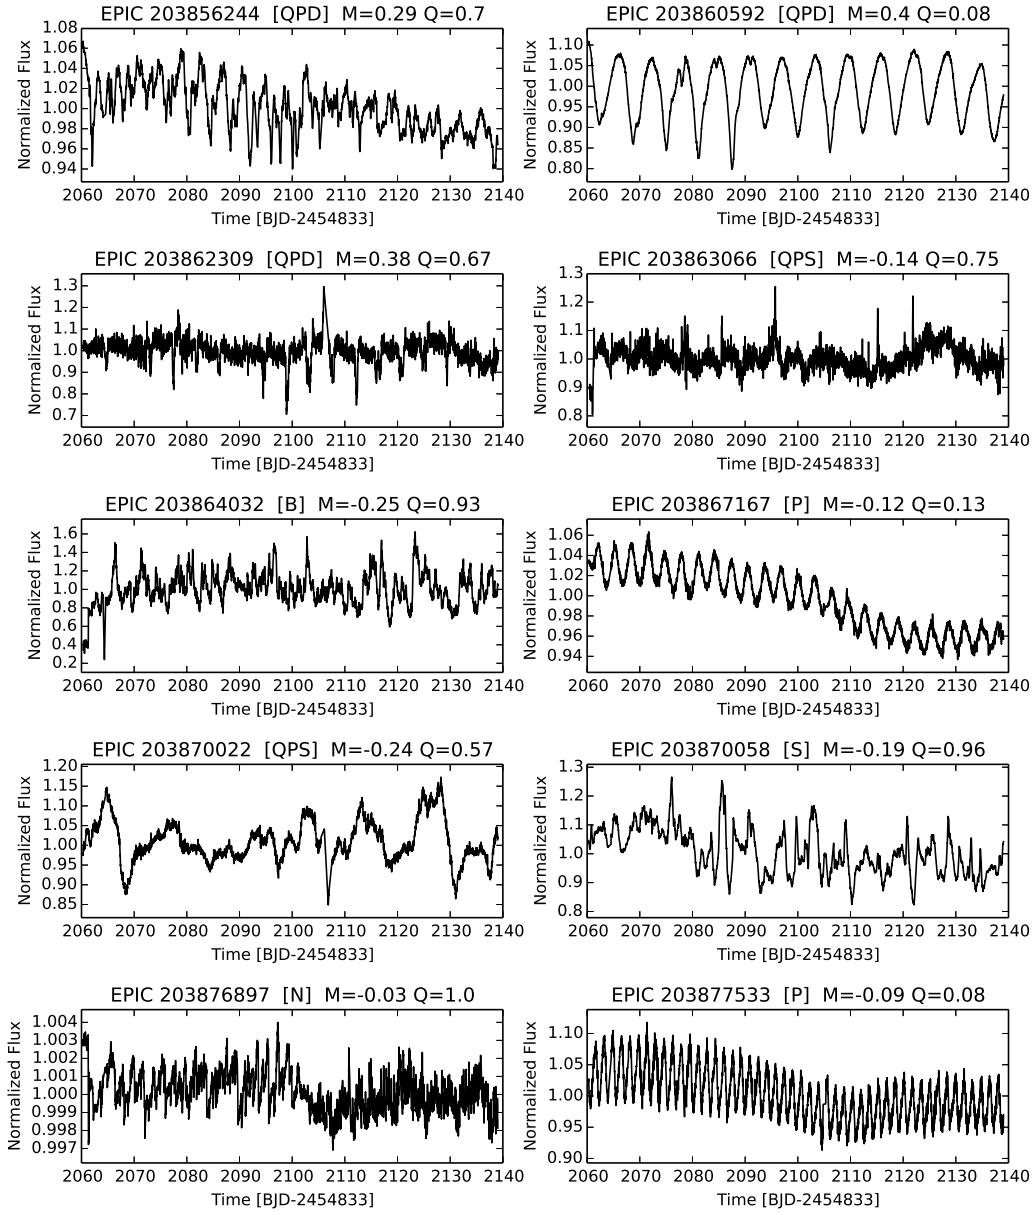 EPIC 203856244 [QPD] M=0.29 Q=0.7
Normalized Flux
1.08
1.06
1.04
1.02
1.00
0.98
0.96
0.94
2060 2070 2080 2090 2100 2110 2120 2130 2140
Time [BJD-2454833]
EPIC 203860592 [QPD] M=0.4 Q=0.08
Normalized Flux
1.10
1.05
1.00
0.95
0.90
0.85
0.80
2060 2070 2080 2090 2100 2110 2120 2130 2140
Time [BJD-2454833]
EPIC 203862309 [QPD] M=0.38 Q=0.67
Normalized Flux
1.3
1.2
1.1
1.0
0.9
0.8
0.7
2060 2070 2080 2090 2100 2110 2120 2130 2140
Time [BJD-2454833]
EPIC 203863066 [QPS] M=-0.14 Q=0.75
Normalized Flux
1.3
1.2
1.1
1.0
0.9
0.8
2060 2070 2080 2090 2100 2110 2120 2130 2140
Time [BJD-2454833]
EPIC 203864032 [B] M=-0.25 Q=0.93
Normalized Flux
1.6
1.4
1.2
1.0
0.8
0.6
0.4
0.2
2060 2070 2080 2090 2100 2110 2120 2130 2140
Time [BJD-2454833]
EPIC 203867167 [P] M=-0.12 Q=0.13
Normalized Flux
1.06
1.04
1.02
1.00
0.98
0.96
0.94
2060 2070 2080 2090 2100 2110 2120 2130 2140
Time [BJD-2454833]
EPIC 203870022 [QPS] M=-0.24 Q=0.57
Normalized Flux
1.20
1.15
1.10
1.05
1.00
0.95
0.90
0.85
2060 2070 2080 2090 2100 2110 2120 2130 2140
Time [BJD-2454833]
EPIC 203870058 [S] M=-0.19 Q=0.96
Normalized Flux
1.3
1.2
1.1
1.0
0.9
0.8
2060 2070 2080 2090 2100 2110 2120 2130 2140
Time [BJD-2454833]
EPIC 203876897 [N] M=-0.03 Q=1.0
Normalized Flux
1.004
1.003
1.002
1.001
1.000
0.999
0.998
0.997
2060 2070 2080 2090 2100 2110 2120 2130 2140
Time [BJD-2454833]
EPIC 203877533 [P] M=-0.09 Q=0.08
Normalized Flux
1.10
1.05
1.00
0.95
0.90
2060 2070 2080 2090 2100 2110 2120 2130 2140
Time [BJD-2454833]